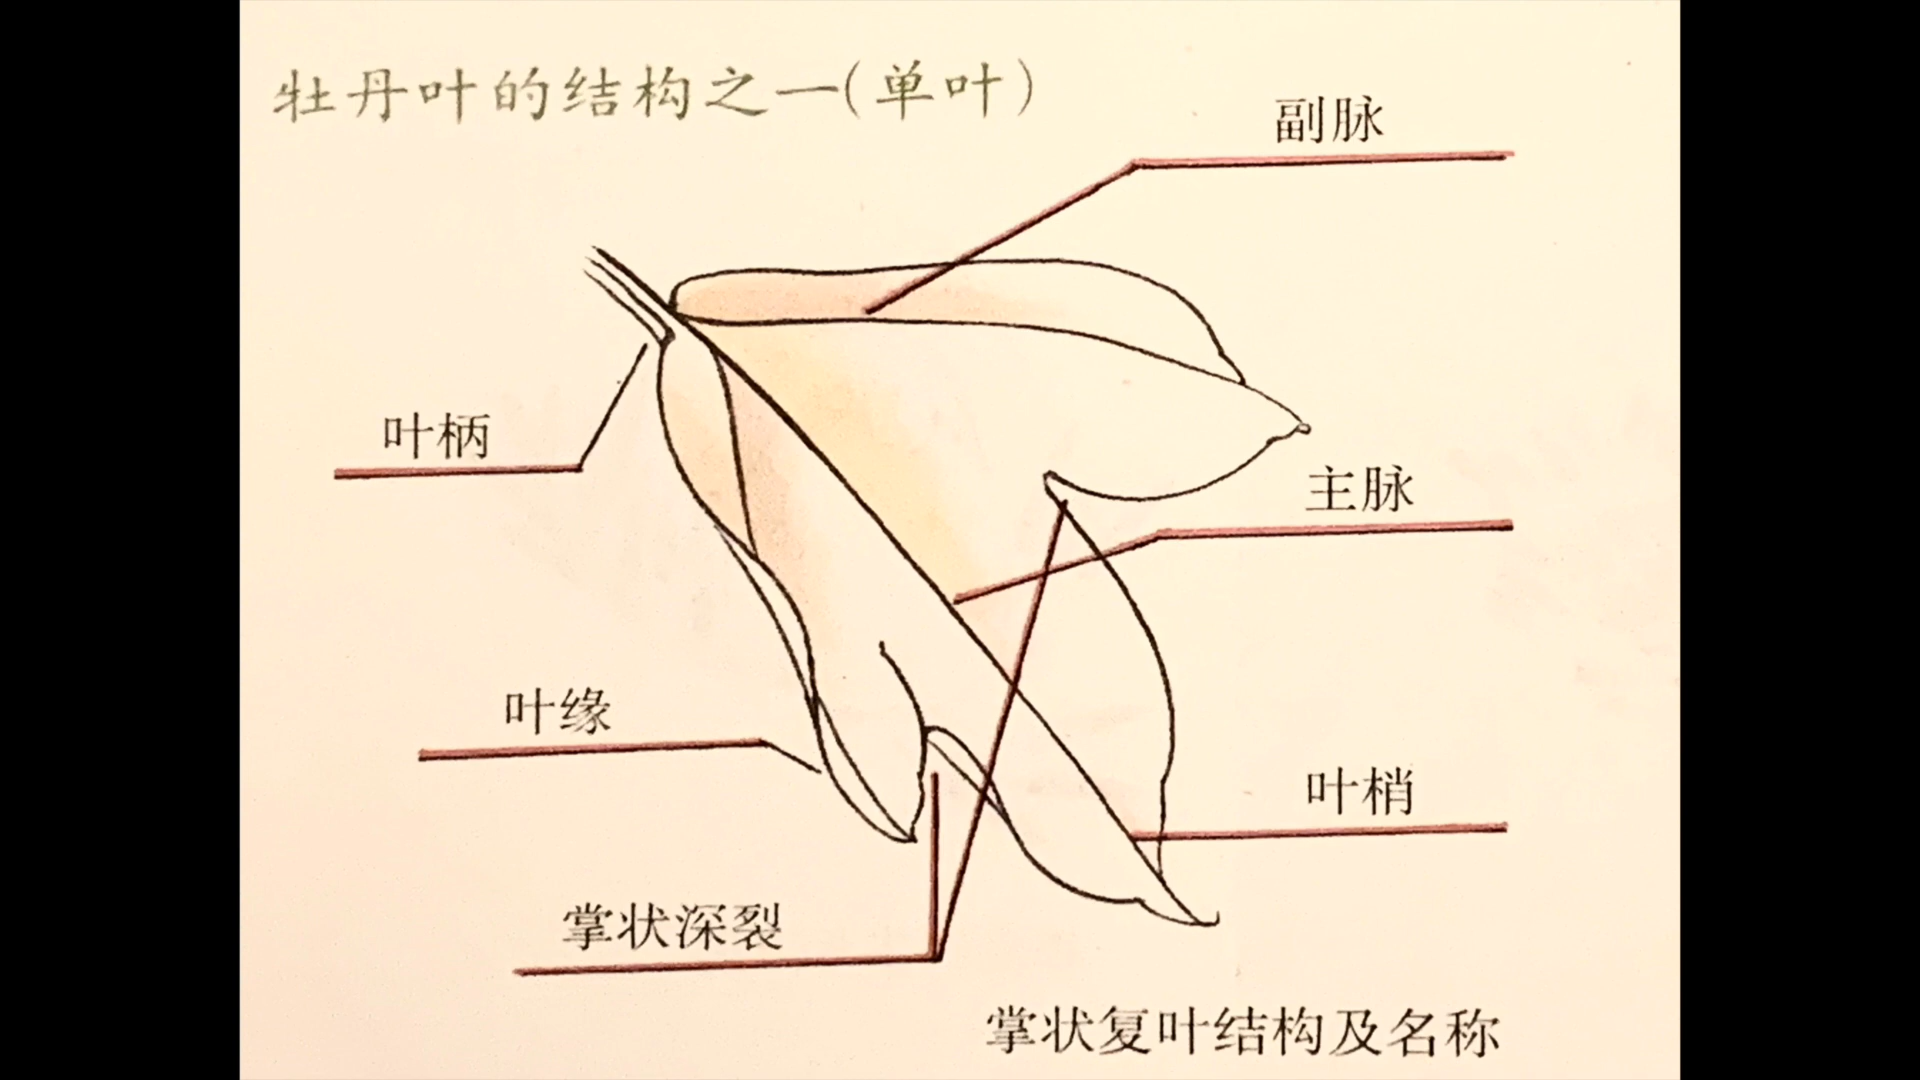 牡丹叶的结构之一(单叶)
副脉
叶柄
主脉
叶缘
叶梢
掌状深裂
掌状复叶结构及名称